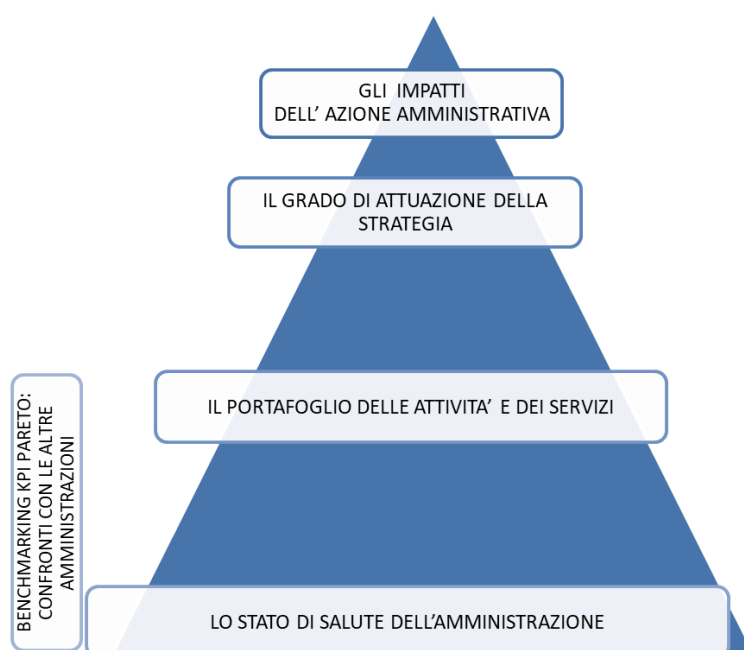 GLI IMPATTI
DELL' AZIONE AMMINISTRATIVA
IL GRADO DI ATTUAZIONE DELLA
STRATEGIA
IL PORTAFOGLIO DELLE ATTIVITA' E DEI SERVIZI
BENCHMARKING KPI PARETO:
CONFRONTI CON LE ALTRE
AMMINISTRAZIONI
LO STATO DI SALUTE DELL'AMMINISTRAZIONE